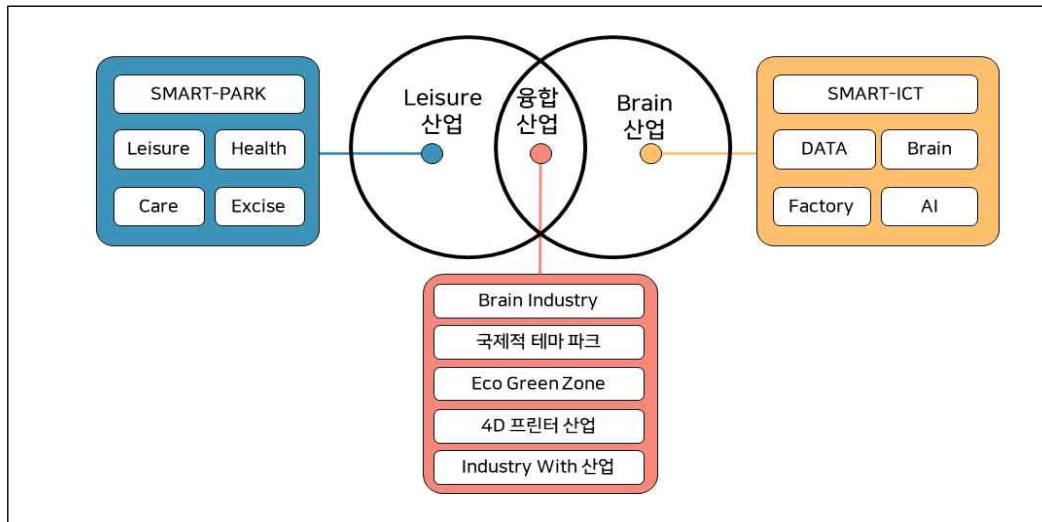 SMART-PARK
Leisure
Health
Care
Excise
Leisure
산업
융합
산업
Brain
산업
SMART-ICT
DATA
Brain
Factory
AI
Brain Industry
국제적 테마 파크
Eco Green Zone
4D 프린터 산업
Industry With 산업